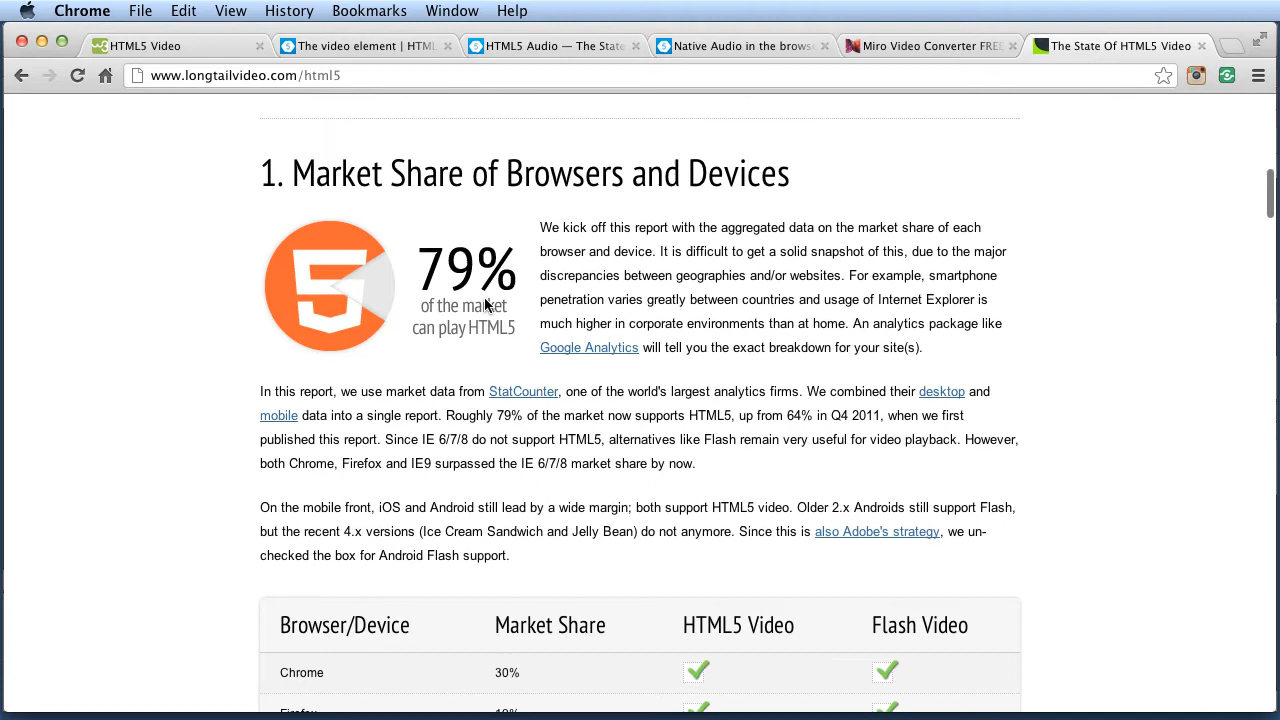 Chrome File Edit View History Bookmarks Window Help
HTML5 Video
The video element | HTML
HTML5 Audio — The State
Native Audio in the brows
Miro Video Converter FREE
The State Of HTML5 Video
www.longtailvideo.com/html5
1. Market Share of Browsers and Devices
79%
of the market
can play HTML5
We kick off this report with the aggregated data on the market share of each
browser and device. It is difficult to get a solid snapshot of this, due to the major
discrepancies between geographies and/or websites. For example, smartphone
penetration varies greatly between countries and usage of Internet Explorer is
much higher in corporate environments than at home. An analytics package like
Google Analytics will tell you the exact breakdown for your site(s).
In this report, we use market data from StatCounter, one of the world's largest analytics firms. We combined their desktop and
mobile data into a single report. Roughly 79% of the market now supports HTML5, up from 64% in Q4 2011, when we first
published this report. Since IE 6/7/8 do not support HTML5, alternatives like Flash remain very useful for video playback. However,
both Chrome, Firefox and IE9 surpassed the IE 6/7/8 market share by now.
On the mobile front, iOS and Android still lead by a wide margin; both support HTML5 video. Older 2.x Androids still support Flash,
but the recent 4.x versions (Ice Cream Sandwich and Jelly Bean) do not anymore. Since this is also Adobe's strategy, we un-
checked the box for Android Flash support.
Browser/Device Market Share HTML5 Video Flash Video
Chrome 30%
Firefox